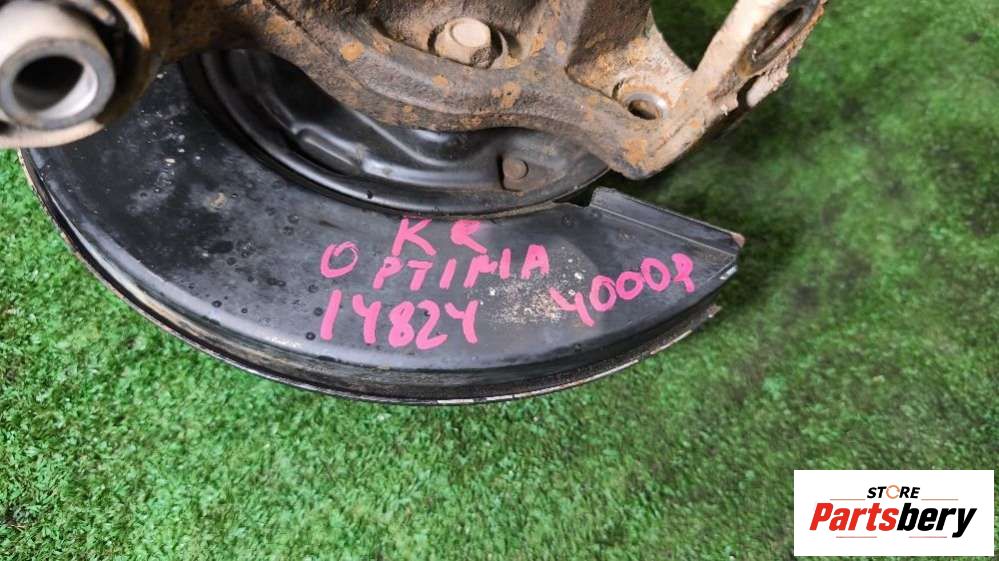 KR
OPTIMA
14824 4000P
STORE
Partsbery